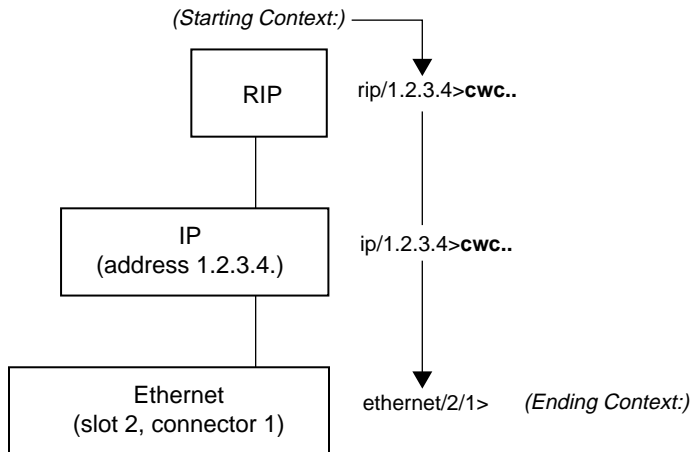 (Starting Context:)
RIP
rip/1.2.3.4>cwc..
IP
(address 1.2.3.4.)
ip/1.2.3.4>cwc..
Ethernet
(slot 2, connector 1)
ethernet/2/1>
(Ending Context:)